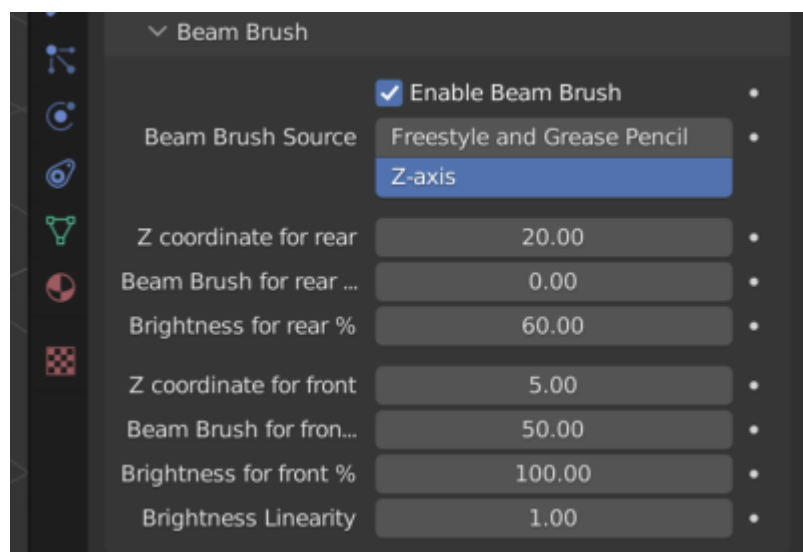 Beam Brush
Enable Beam Brush
Beam Brush Source Freestyle and Grease Pencil
Z-axis
Z coordinate for rear 20.00
Beam Brush for rear ... 0.00
Brightness for rear % 60.00
Z coordinate for front 5.00
Beam Brush for fron... 50.00
Brightness for front % 100.00
Brightness Linearity 1.00